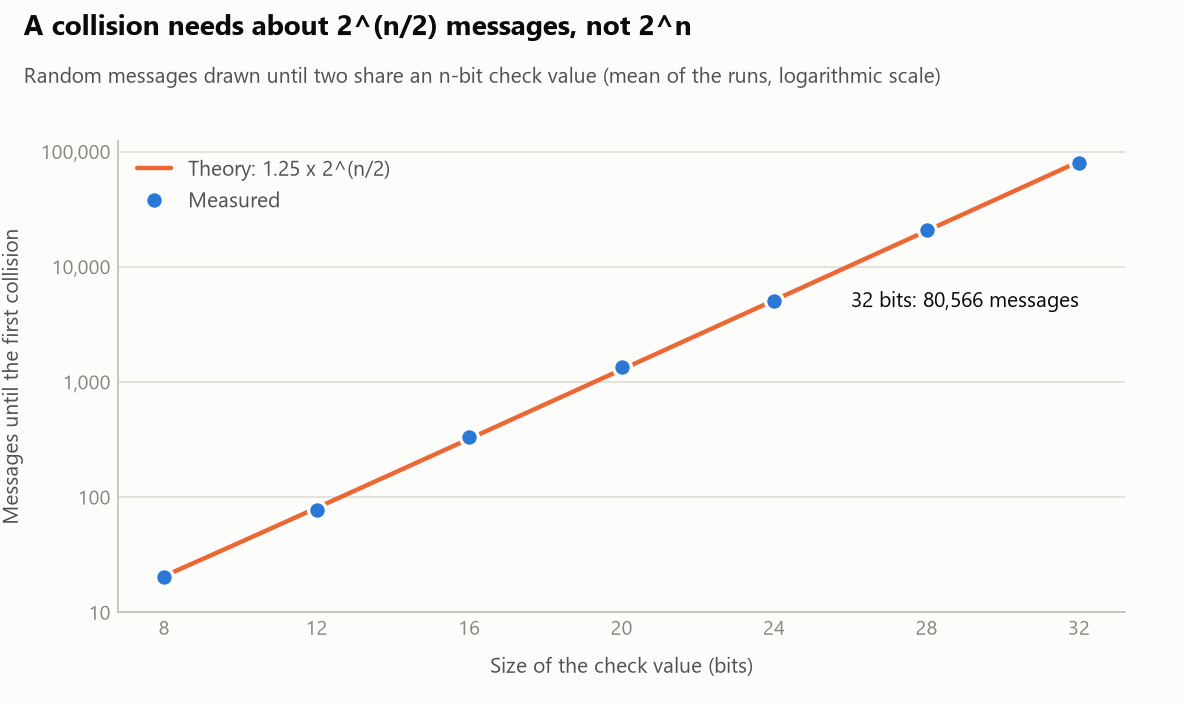 A collision needs about 2^(n/2) messages, not 2^n
Random messages drawn until two share an n-bit check value (mean of the runs, logarithmic scale)
Messages until the first collision
100,000
10,000
1,000
100
10
Theory: 1.25 x 2^(n/2)
Measured
32 bits: 80,566 messages
8 12 16 20 24 28 32
Size of the check value (bits)